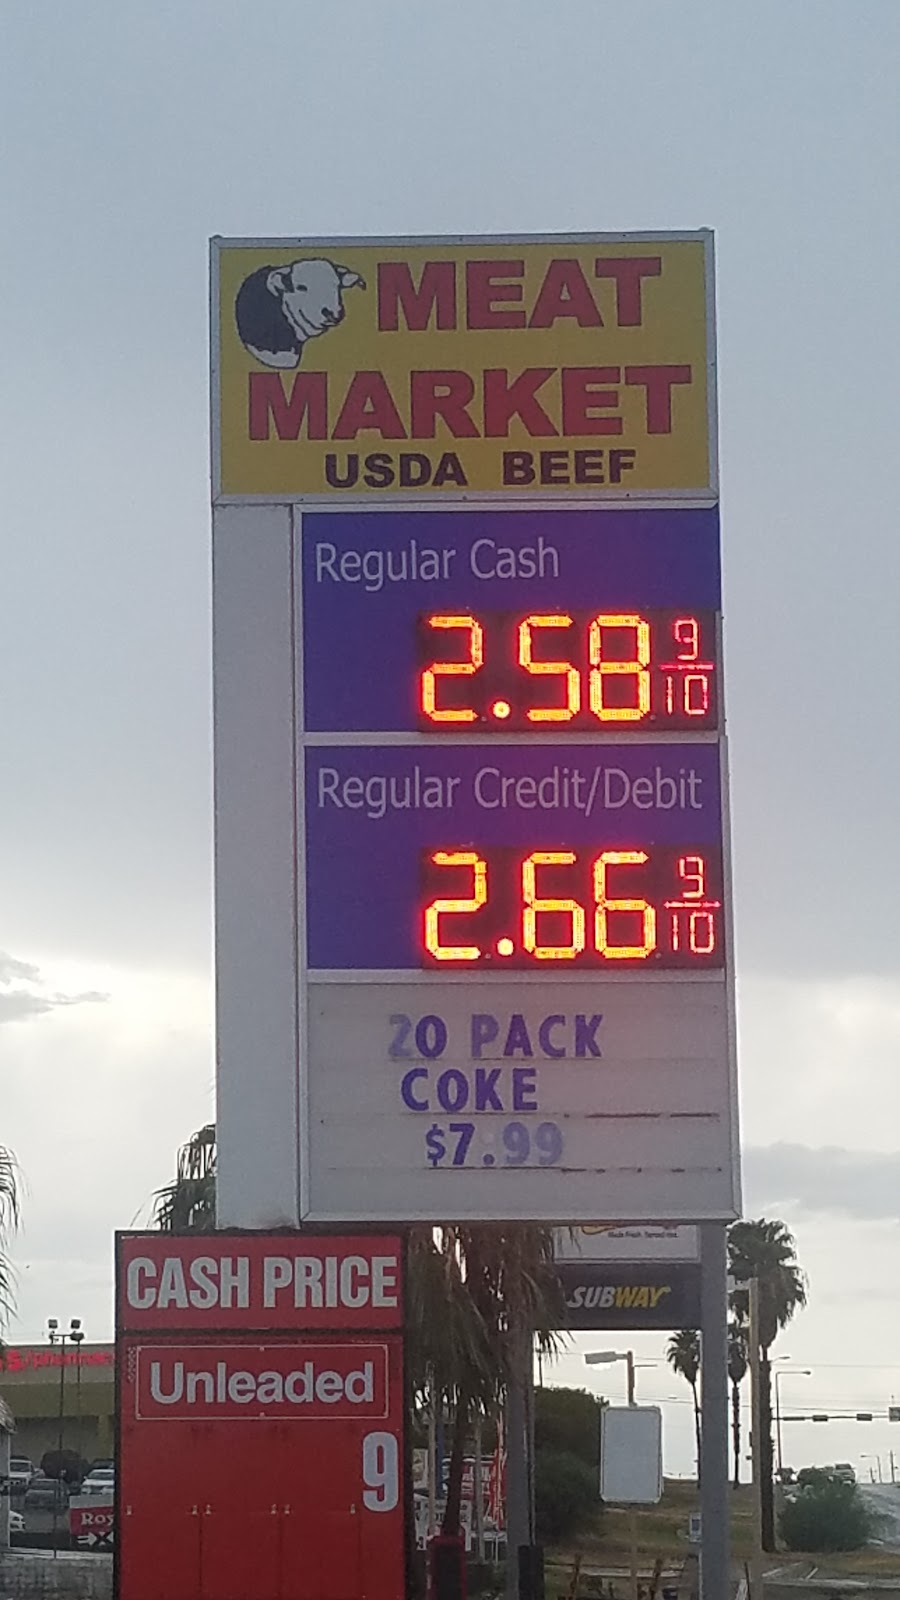 MEAT
MARKET
USDA BEEF
Regular Cash
2.58 9/10
Regular Credit/Debit
2.66 9/10
20 PACK
COKE
$7.99
CASH PRICE
Unleaded
9
SUBWAY